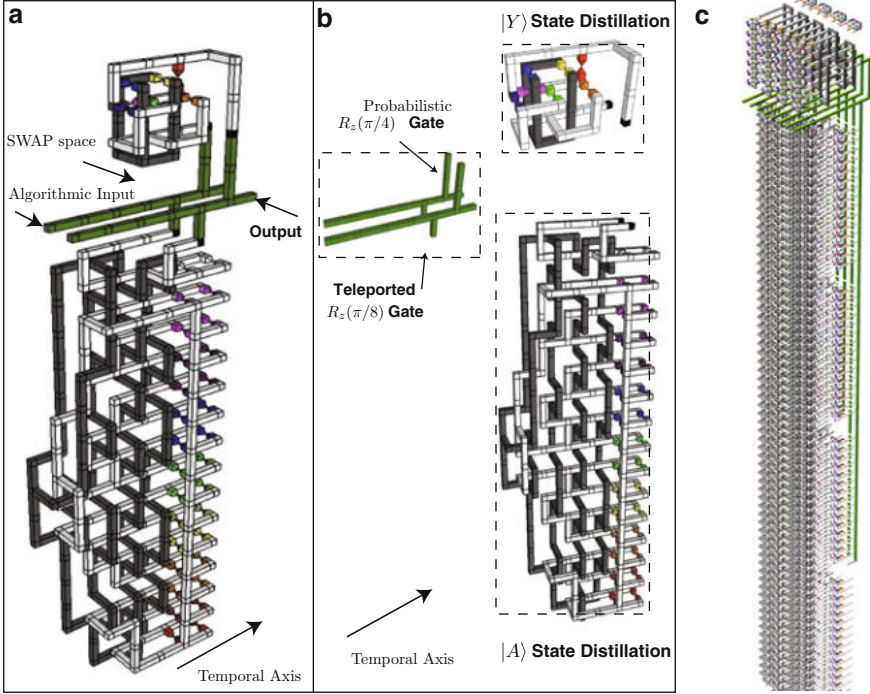 a
SWAP space
Algorithmic Input
Output
Temporal Axis
b
|Y⟩ State Distillation
Probabilistic
R_z(π/4) Gate
Teleported
R_z(π/8) Gate
Temporal Axis
|A⟩ State Distillation
c